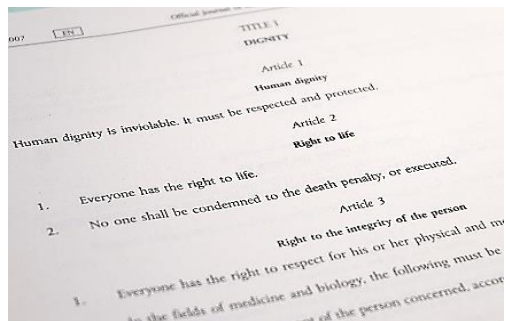 Official Journal
007 EN
TITLE I
DIGNITY
Article 1
Human dignity
Human dignity is inviolable. It must be respected and protected.
Article 2
Right to life
1. Everyone has the right to life.
2. No one shall be condemned to the death penalty, or executed.
Article 3
Right to the integrity of the person
1. Everyone has the right to respect for his or her physical and
the fields of medicine and biology, the following must be
of the person concerned,